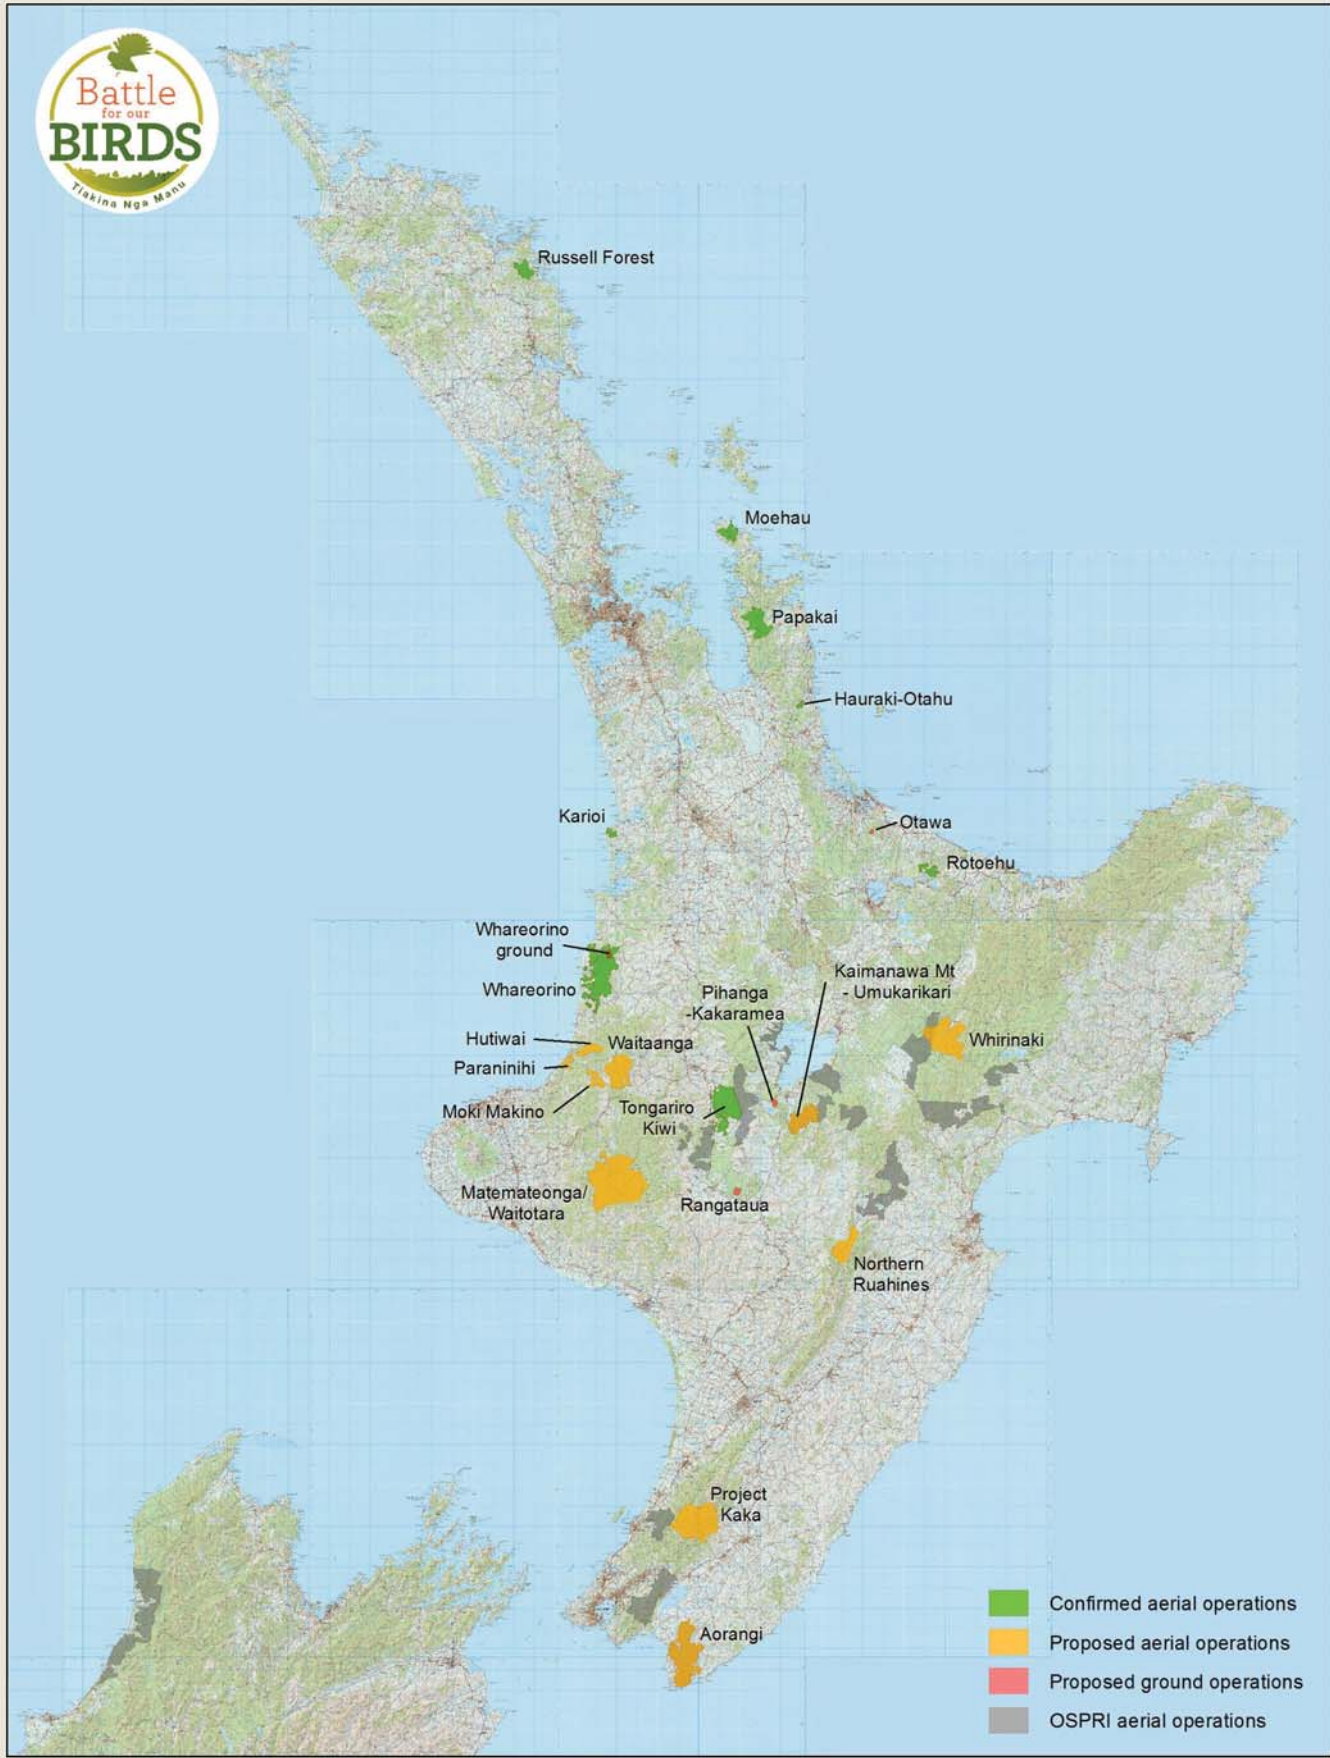 Battle
for our
BIRDS
Tiakina Nga Manu
Russell Forest
Moehau
Papakai
Hauraki-Otahu
Karioi
Otawa
Rotoehu
Whareorino
ground
Whareorino
Kaimanawa Mt
- Umukarikari
Pihanga
-Kakaramea
Whirinaki
Hutiwai
Waitaanga
Paraninihi
Moki Makino
Tongariro
Kiwi
Matemateonga/
Waitotara
Rangataua
Northern
Ruahines
Project
Kaka
Aorangi
Confirmed aerial operations
Proposed aerial operations
Proposed ground operations
OSPRI aerial operations